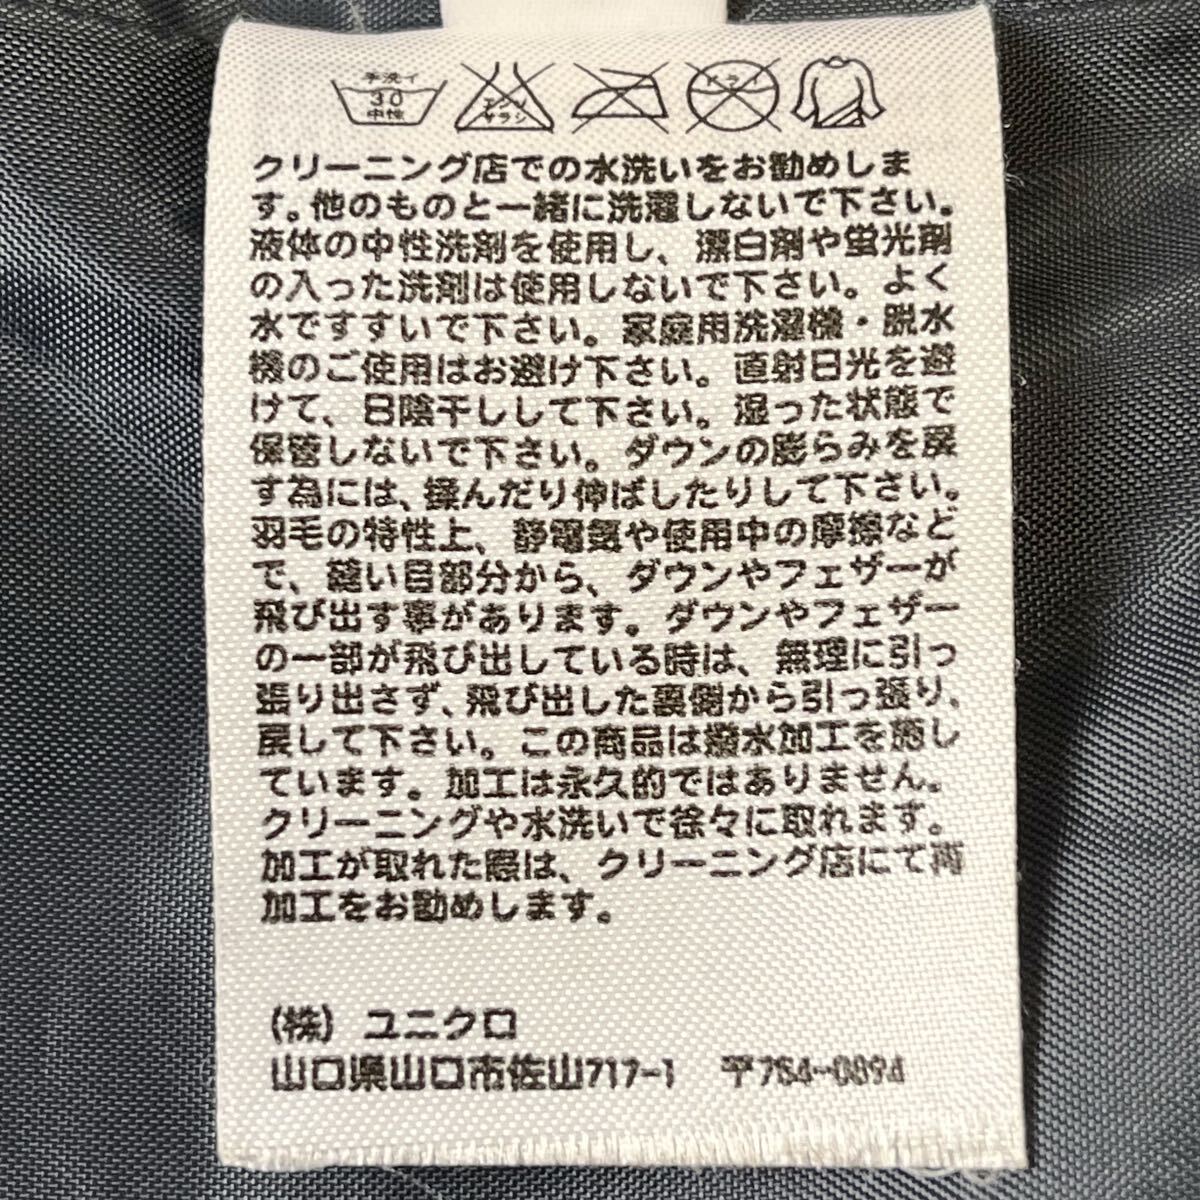 手洗イ
30
中性
エンソ
サラシ
ドライ
クリーニング店での水洗いをお勧めしま
す。他のものと一緒に洗濯しないで下さい。
液体の中性洗剤を使用し、漂白剤や蛍光剤
の入った洗剤は使用しないで下さい。よく
水ですすいで下さい。家庭用洗濯機・脱水
機のご使用はお避け下さい。直射日光を避
けて、日陰干しして下さい。湿った状態で
保管しないで下さい。ダウンの膨らみを戻
す為には、揉んだり伸ばしたりして下さい。
羽毛の特性上、静電気や使用中の摩擦など
で、縫い目部分から、ダウンやフェザーが
飛び出す事があります。ダウンやフェザー
の一部が飛び出している時は、無理に引っ
張り出さず、飛び出した裏側から引っ張り、
戻して下さい。この商品は撥水加工を施し
ています。加工は永久的ではありません。
クリーニングや水洗いで徐々に取れます。
加工が取れた際は、クリーニング店にて再
加工をお勧めします。
(株) ユニクロ
山口県山口市佐山717-1 〒754-0894